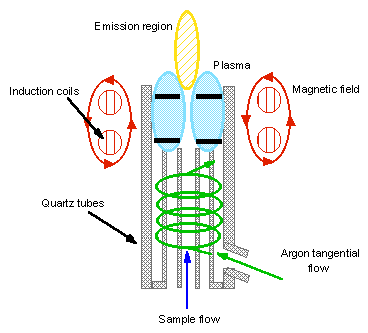 Emission region
Plasma
Induction coils
Magnetic field
Quartz tubes
Argon tangential
flow
Sample flow